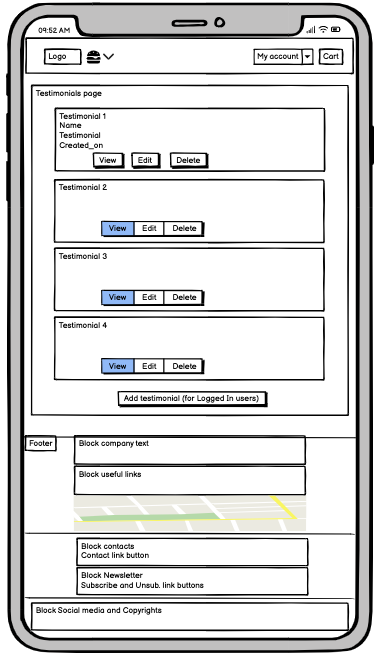 09:52 AM
Logo
My account
Cart
Testimonials page
Testimonial 1
Name
Testimonial
Created_on
View Edit Delete
Testimonial 2
View Edit Delete
Testimonial 3
View Edit Delete
Testimonial 4
View Edit Delete
Add testimonial (for Logged In users)
Footer
Block company text
Block useful links
Block contacts
Contact link button
Block Newsletter
Subscribe and Unsub. link buttons
Block Social media and Copyrights